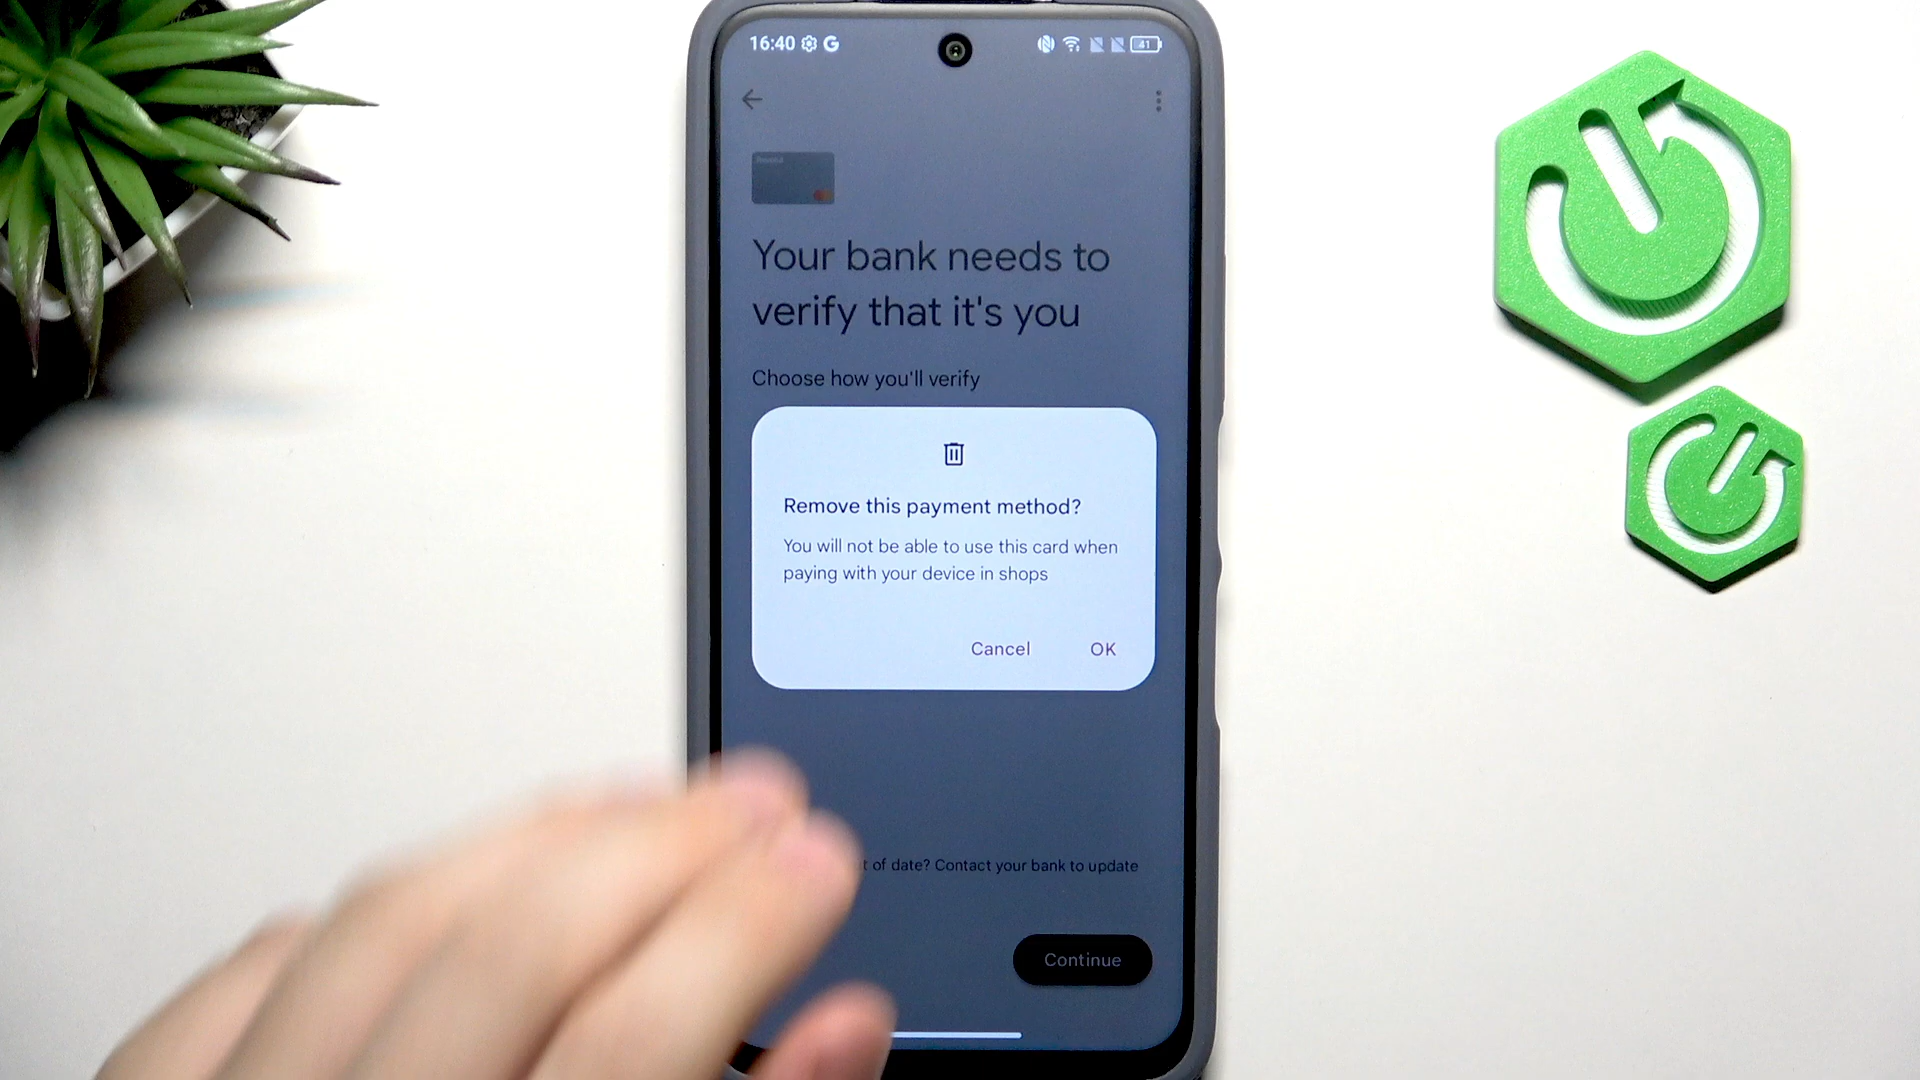 16:40
41
Your bank needs to
verify that it's you
Choose how you'll verify
Remove this payment method?
You will not be able to use this card when
paying with your device in shops
Cancel OK
of date? Contact your bank to update
Continue